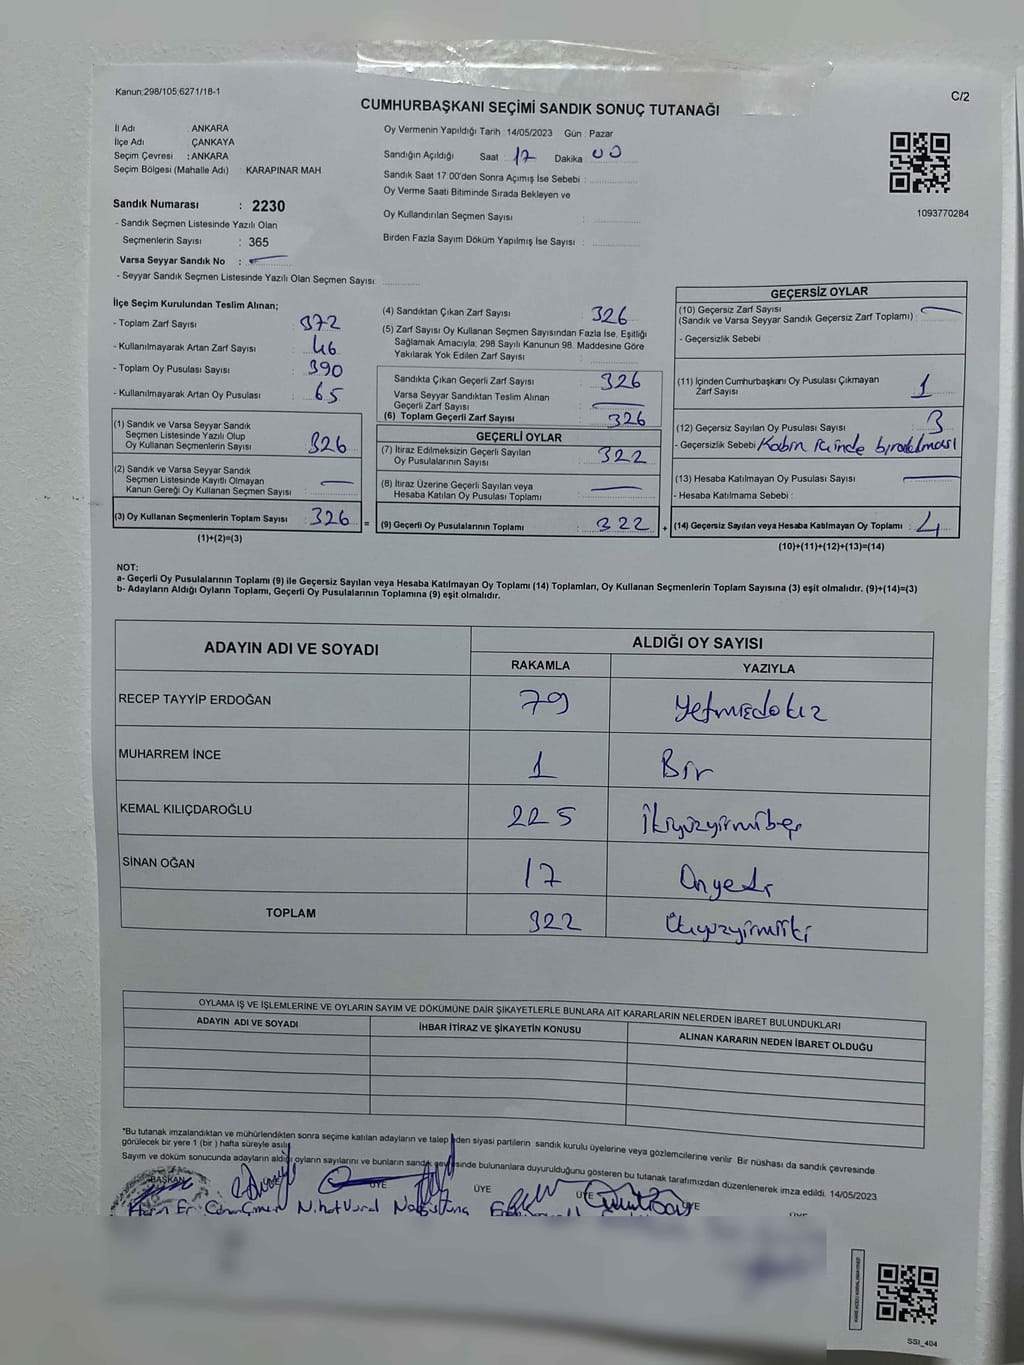 Kanun:298/105;6271/18-1
C/2
CUMHURBAŞKANI SEÇİMİ SANDIK SONUÇ TUTANAĞI
İl Adı : ANKARA
İlçe Adı ÇANKAYA
Seçim Çevresi : ANKARA
Seçim Bölgesi (Mahalle Adı) : KARAPINAR MAH
Sandık Numarası : 2230
- Sandık Seçmen Listesinde Yazılı Olan
Seçmenlerin Sayısı : 365
Varsa Seyyar Sandık No : —
- Seyyar Sandık Seçmen Listesinde Yazılı Olan Seçmen Sayısı:
Oy Vermenin Yapıldığı Tarih : 14/05/2023 Gün : Pazar
Sandığın Açıldığı Saat : 17 Dakika : 00
Sandık Saat 17:00'den Sonra Açımış İse Sebebi :
Oy Verme Saati Bitiminde Sırada Bekleyen ve
Oy Kullandırılan Seçmen Sayısı :
Birden Fazla Sayım Döküm Yapılmış İse Sayısı :
1093770284
İlçe Seçim Kurulundan Teslim Alınan;
- Toplam Zarf Sayısı : 372
- Kullanılmayarak Artan Zarf Sayısı : 46
- Toplam Oy Pusulası Sayısı : 390
- Kullanılmayarak Artan Oy Pusulası : 65
(1) Sandık ve Varsa Seyyar Sandık
Seçmen Listesinde Yazılı Olup
Oy Kullanan Seçmenlerin Sayısı : 326
(2) Sandık ve Varsa Seyyar Sandık
Seçmen Listesinde Kayıtlı Olmayan
Kanun Gereği Oy Kullanan Seçmen Sayısı : —
(3) Oy Kullanan Seçmenlerin Toplam Sayısı : 326 =
(1)+(2)=(3)
(4) Sandıktan Çıkan Zarf Sayısı : 326
(5) Zarf Sayısı Oy Kullanan Seçmen Sayısından Fazla İse, Eşitliği
Sağlamak Amacıyla; 298 Sayılı Kanunun 98. Maddesine Göre
Yakılarak Yok Edilen Zarf Sayısı :
Sandıkta Çıkan Geçerli Zarf Sayısı : 326
Varsa Seyyar Sandıktan Teslim Alınan
Geçerli Zarf Sayısı : —
(6) Toplam Geçerli Zarf Sayısı : 326
GEÇERLİ OYLAR
(7) İtiraz Edilmeksizin Geçerli Sayılan
Oy Pusulalarının Sayısı : 322
(8) İtiraz Üzerine Geçerli Sayılan veya
Hesaba Katılan Oy Pusulası Toplamı : —
(9) Geçerli Oy Pusulalarının Toplamı : 322 +
GEÇERSİZ OYLAR
(10) Geçersiz Zarf Sayısı
(Sandık ve Varsa Seyyar Sandık Geçersiz Zarf Toplamı) : —
- Geçersizlik Sebebi
(11) İçinden Cumhurbaşkanı Oy Pusulası Çıkmayan
Zarf Sayısı : 1
(12) Geçersiz Sayılan Oy Pusulası Sayısı : 3
- Geçersizlik Sebebi Kabin içinde bırakılması
(13) Hesaba Katılmayan Oy Pusulası Sayısı : —
- Hesaba Katılmama Sebebi :
(14) Geçersiz Sayılan veya Hesaba Katılmayan Oy Toplamı : 4
(10)+(11)+(12)+(13)=(14)
NOT:
a- Geçerli Oy Pusulalarının Toplamı (9) ile Geçersiz Sayılan veya Hesaba Katılmayan Oy Toplamı (14) Toplamları, Oy Kullanan Seçmenlerin Toplam Sayısına (3) eşit olmalıdır. (9)+(14)=(3)
b- Adayların Aldığı Oyların Toplamı, Geçerli Oy Pusulalarının Toplamına (9) eşit olmalıdır.
ADAYIN ADI VE SOYADI ALDIĞI OY SAYISI
RAKAMLA YAZIYLA
RECEP TAYYİP ERDOĞAN 79 Yetmişdokuz
MUHARREM İNCE 1 Bir
KEMAL KILIÇDAROĞLU 225 İkiyüzyirmibeş
SİNAN OĞAN 17 Onyedi
TOPLAM 322 Üçyüzyirmiiki
OYLAMA İŞ VE İŞLEMLERİNE VE OYLARIN SAYIM VE DÖKÜMÜNE DAİR ŞİKAYETLERLE BUNLARA AİT KARARLARIN NELERDEN İBARET BULUNDUKLARI
ADAYIN ADI VE SOYADI İHBAR İTİRAZ VE ŞİKAYETİN KONUSU ALINAN KARARIN NEDEN İBARET OLDUĞU
*Bu tutanak imzalandıktan ve mühürlendikten sonra seçime katılan adayların ve talep eden siyasi partilerin sandık kurulu üyelerine veya gözlemcilerine verilir. Bir nüshası da sandık çevresinde
görülecek bir yere 1 (bir) hafta süreyle asılır.
Sayım ve döküm sonucunda adayların aldığı oyların sayılarını ve bunların sandık çevresinde bulunanlara duyurulduğunu gösteren bu tutanak tarafımızdan düzenlenerek imza edildi. 14/05/2023
BAŞKAN ÜYE ÜYE ÜYE ÜYE
SSI_404